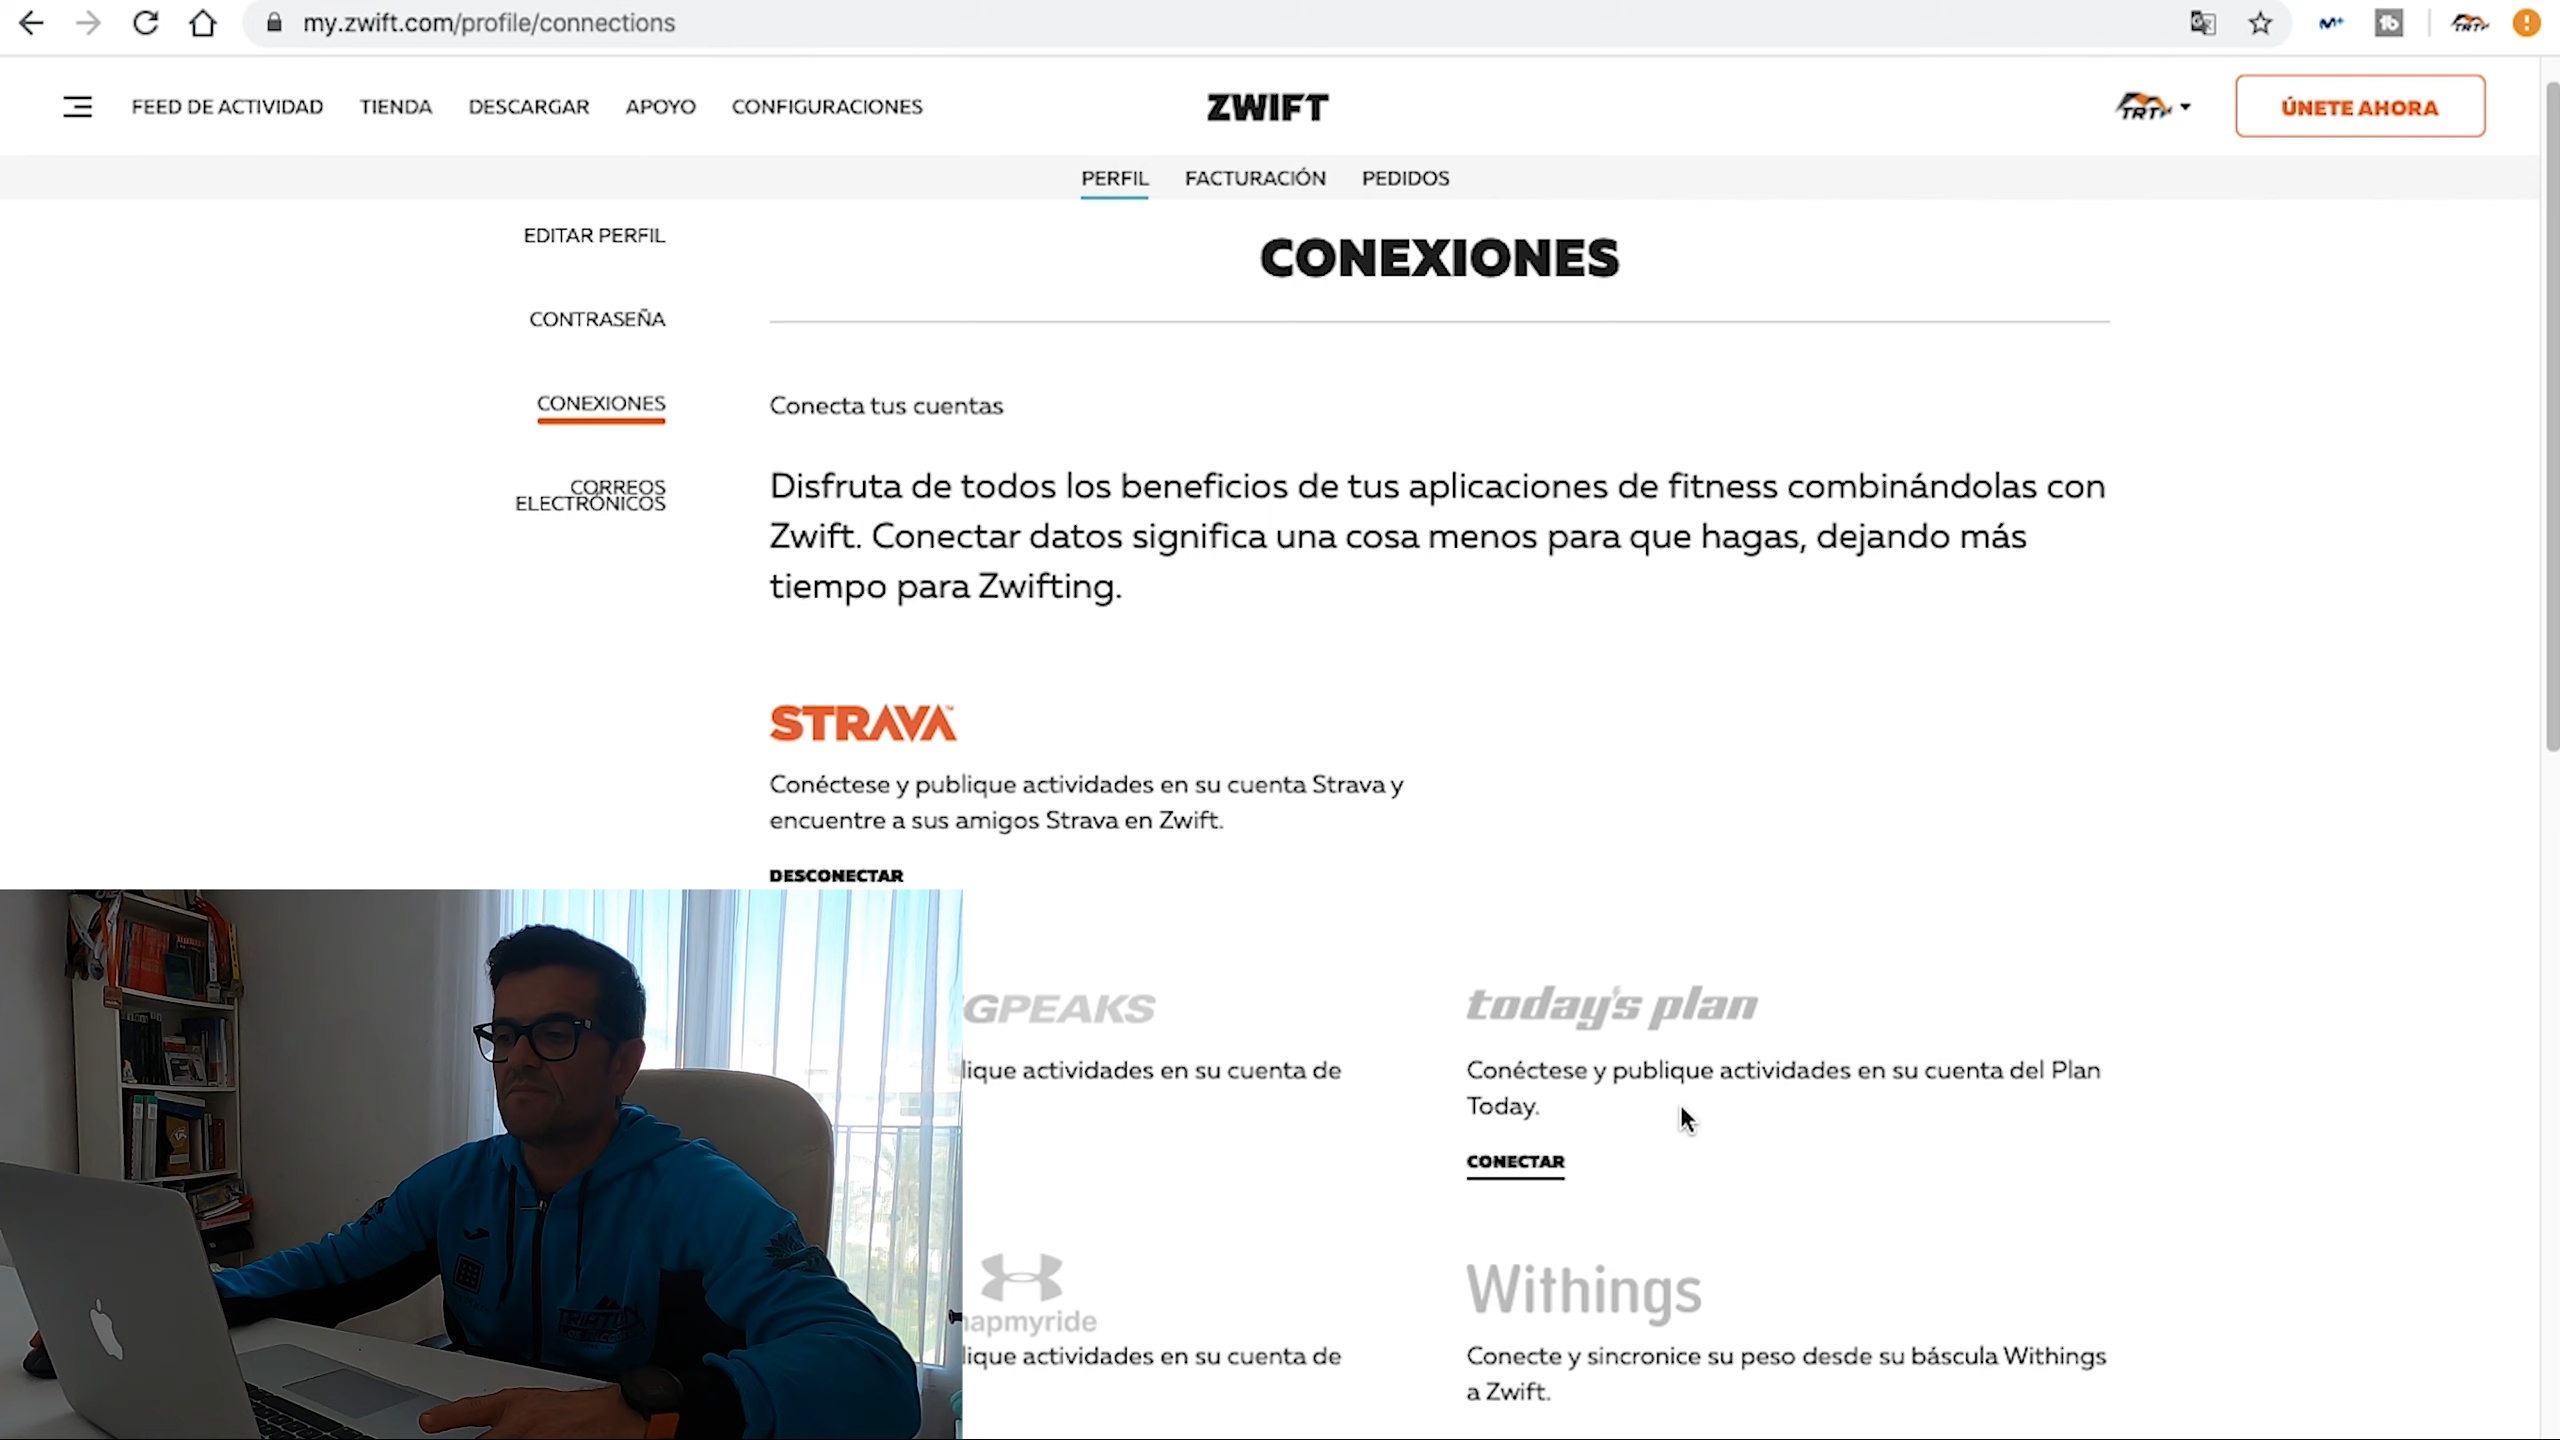 my.zwift.com/profile/connections
FEED DE ACTIVIDAD TIENDA DESCARGAR APOYO CONFIGURACIONES ZWIFT TRT ÚNETE AHORA
PERFIL FACTURACIÓN PEDIDOS
EDITAR PERFIL
CONTRASEÑA
CONEXIONES
CORREOS
ELECTRÓNICOS
CONEXIONES
Conecta tus cuentas
Disfruta de todos los beneficios de tus aplicaciones de fitness combinándolas con
Zwift. Conectar datos significa una cosa menos para que hagas, dejando más
tiempo para Zwifting.
STRAVA
Conéctese y publique actividades en su cuenta Strava y
encuentre a sus amigos Strava en Zwift.
DESCONECTAR
GPEAKS
lique actividades en su cuenta de
today's plan
Conéctese y publique actividades en su cuenta del Plan
Today.
CONECTAR
mapmyride
lique actividades en su cuenta de
Withings
Conecte y sincronice su peso desde su báscula Withings
a Zwift.